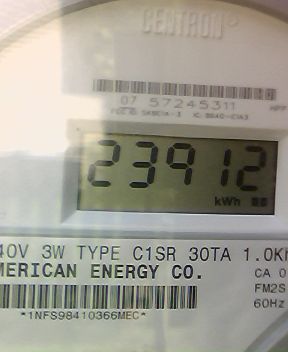 CENTRON®
07 57245311
23912
kWh
40V 3W TYPE C1SR 30TA 1.0Kh
MERICAN ENERGY CO.
CA 0
FM2S
60Hz
*1NFS98410366MEC*